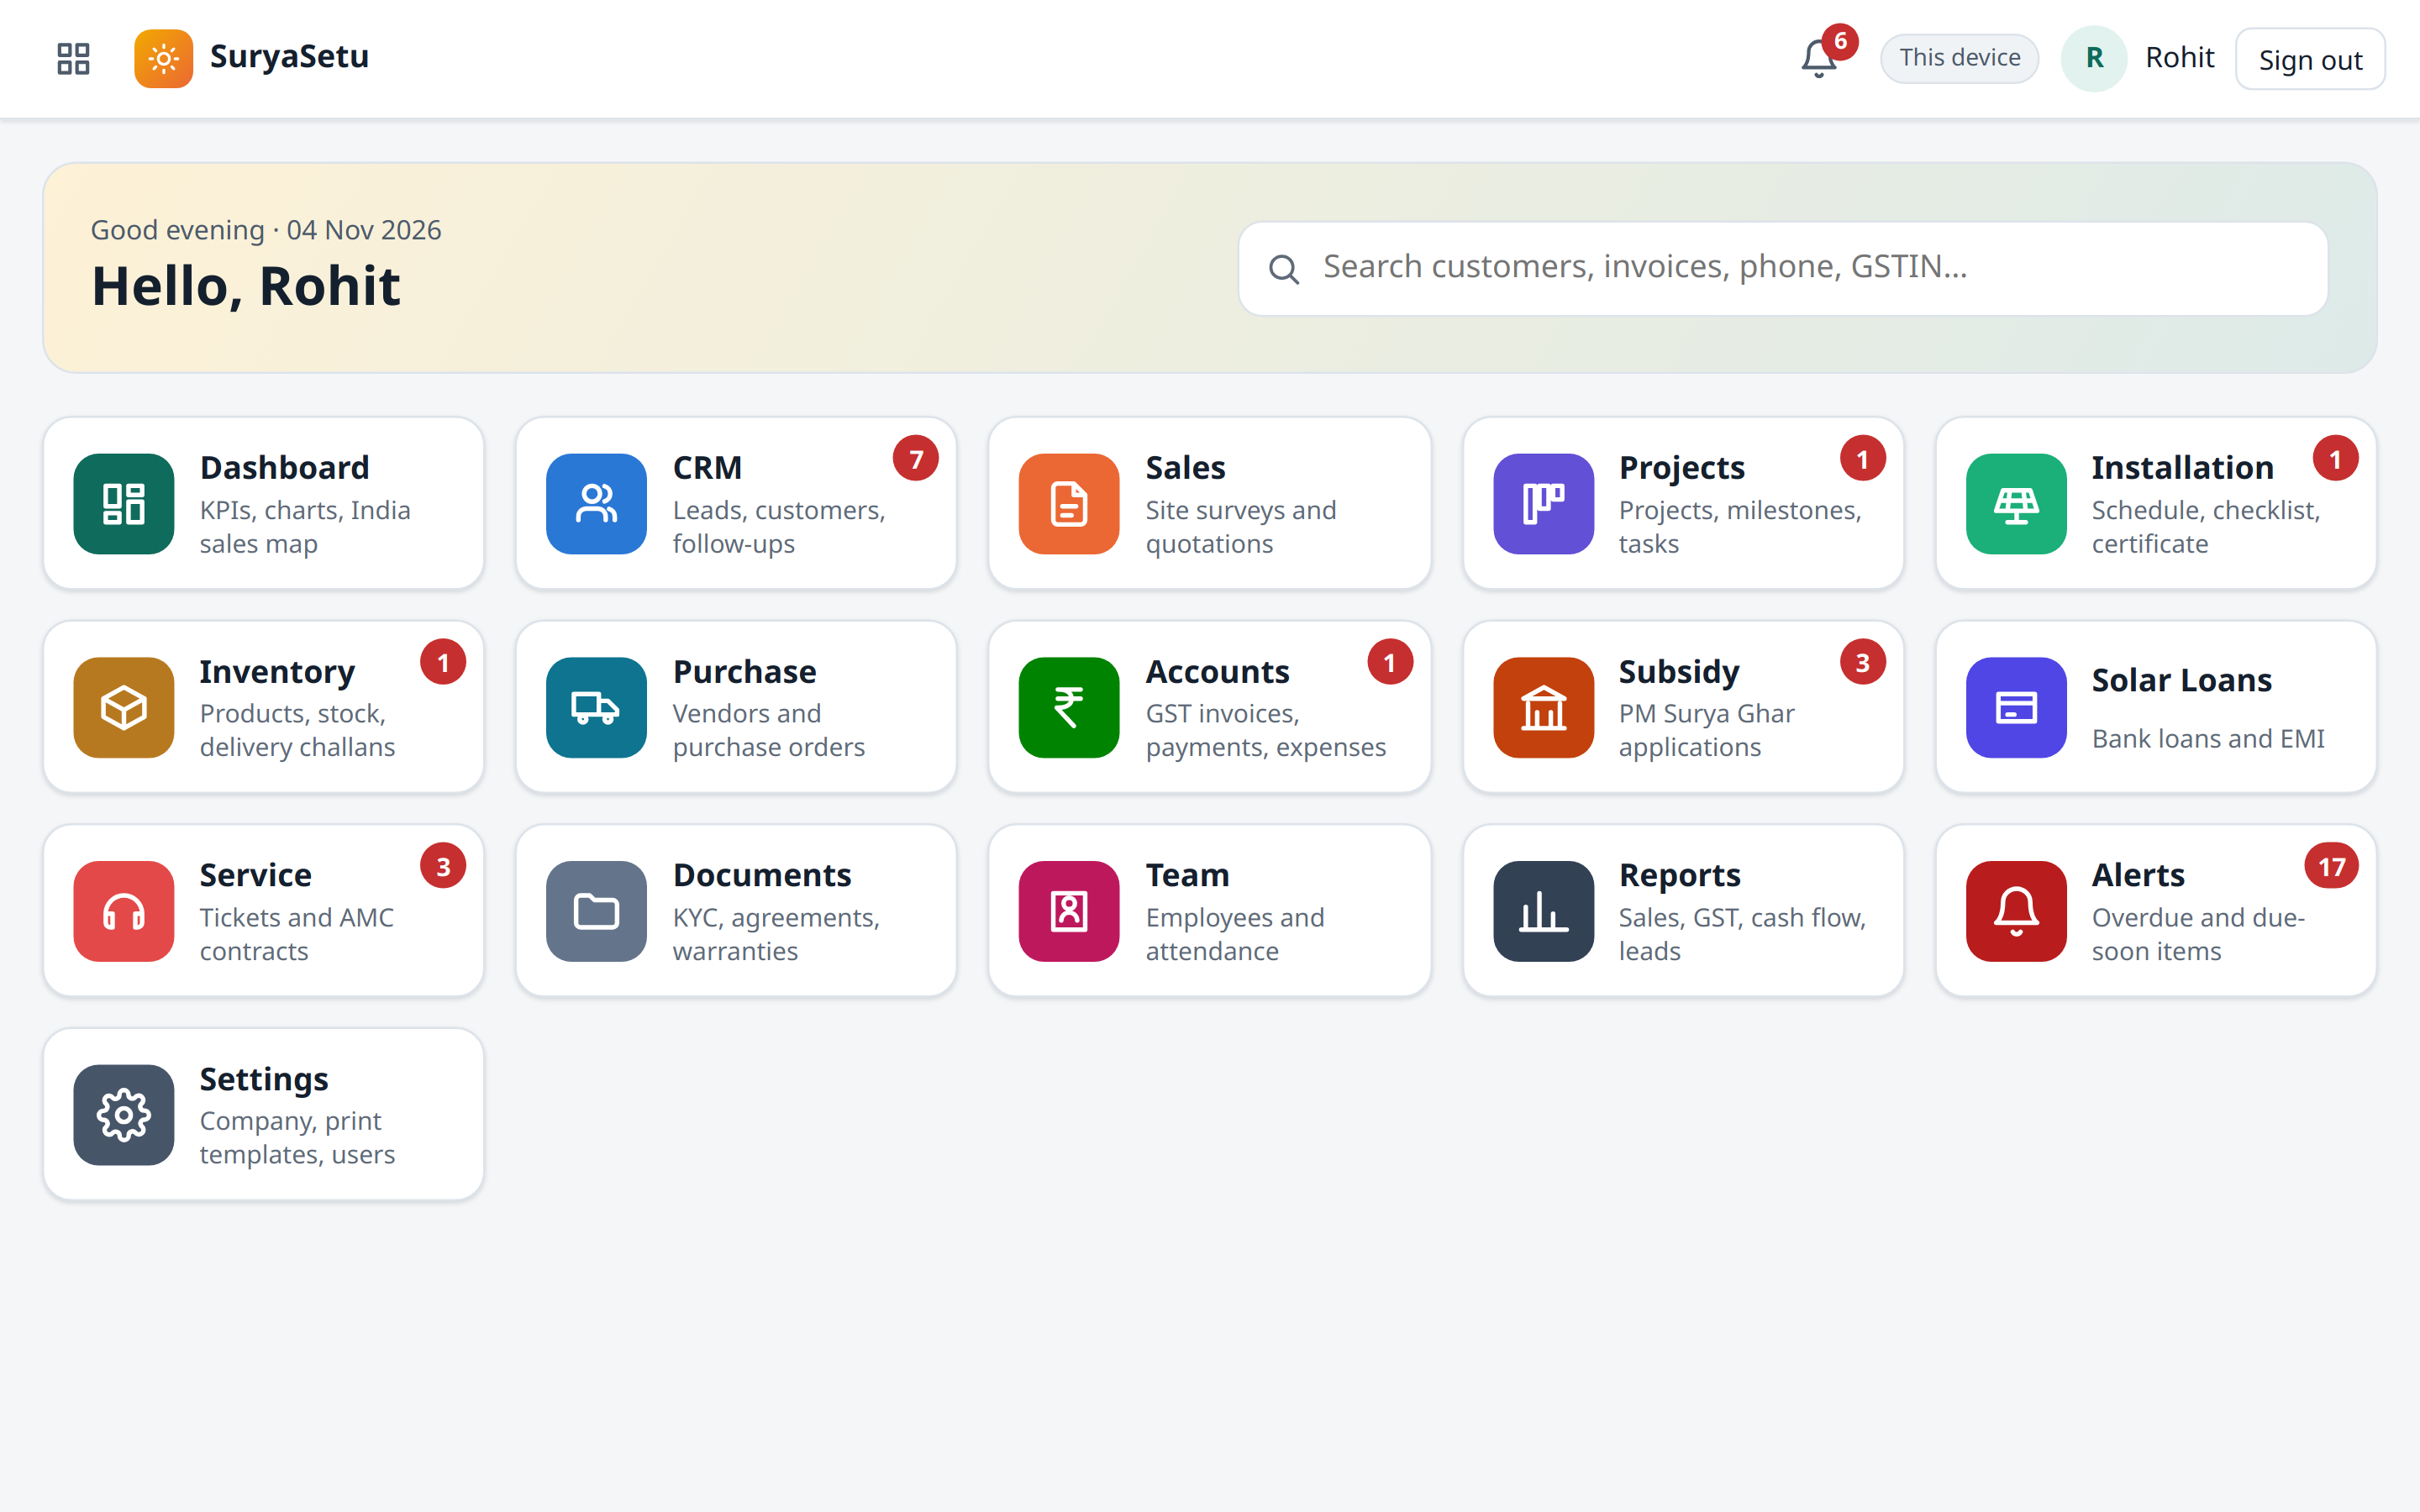 SuryaSetu
6
This device
R
Rohit
Sign out
Good evening · 04 Nov 2026
Hello, Rohit
Search customers, invoices, phone, GSTIN...
Dashboard
KPIs, charts, India
sales map
CRM
7
Leads, customers,
follow-ups
Sales
Site surveys and
quotations
Projects
1
Projects, milestones,
tasks
Installation
1
Schedule, checklist,
certificate
Inventory
1
Products, stock,
delivery challans
Purchase
Vendors and
purchase orders
Accounts
1
GST invoices,
payments, expenses
Subsidy
3
PM Surya Ghar
applications
Solar Loans
Bank loans and EMI
Service
3
Tickets and AMC
contracts
Documents
KYC, agreements,
warranties
Team
Employees and
attendance
Reports
Sales, GST, cash flow,
leads
Alerts
17
Overdue and due-
soon items
Settings
Company, print
templates, users